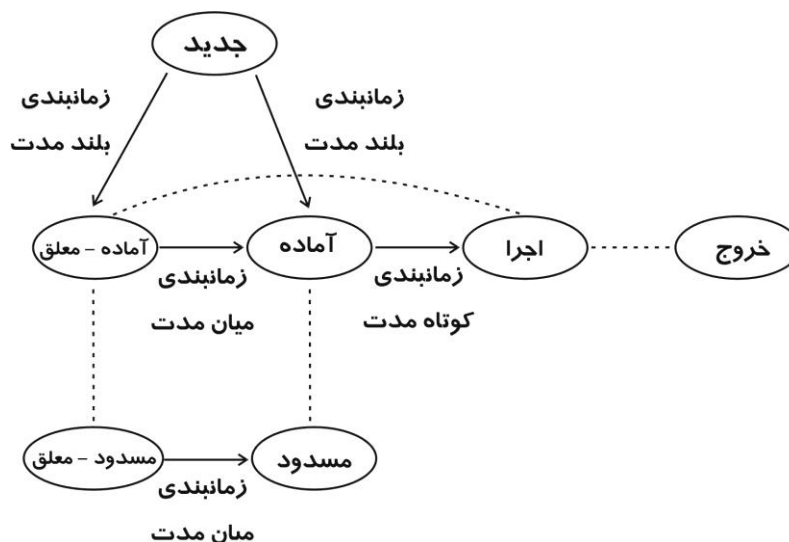 جدید
زمانبندی
بلند مدت
زمانبندی
بلند مدت
خروج
اجرا
آماده
آماده – معلق
زمانبندی
کوتاه مدت
زمانبندی
میان مدت
مسدود
مسدود – معلق
زمانبندی
میان مدت